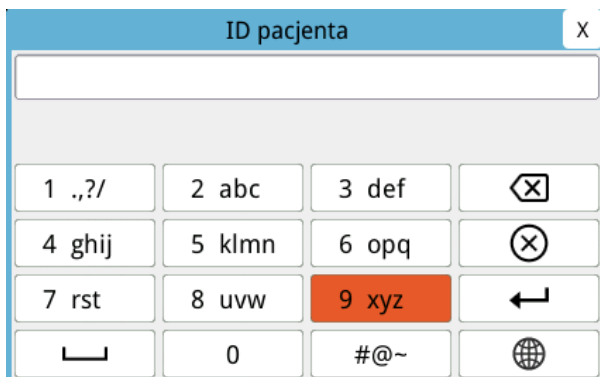 ID pacjenta X
1 .,?/ 2 abc 3 def
4 ghij 5 klmn 6 opq
7 rst 8 uvw 9 xyz
0 #@~